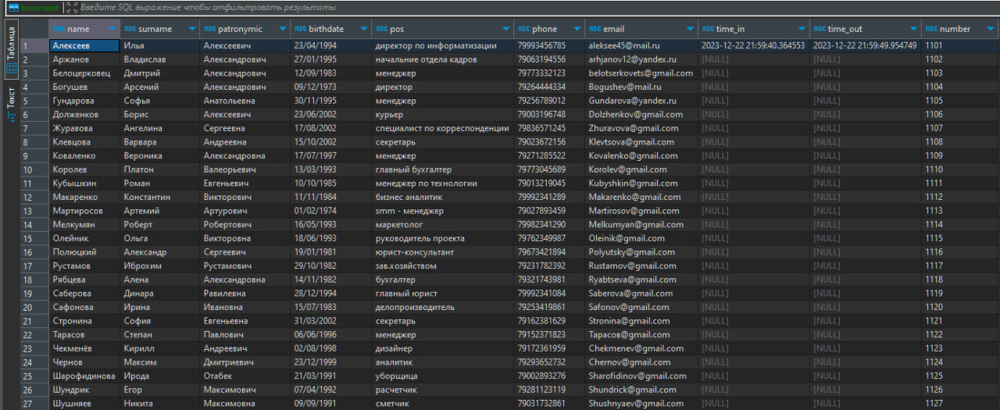 basement Введите SQL выражение чтобы отфильтровать результаты
Таблица
Текст
ABC name ABC surname ABC patronymic ABC birthdate ABC pos ABC phone ABC email ABC time_in ABC time_out ABC number
1 Алексеев Илья Алексеевич 23/04/1994 директор по информатизации 79993456785 aleksee45@mail.ru 2023-12-22 21:59:40.364553 2023-12-22 21:59:49.954749 1101
2 Аржанов Владислав Александрович 27/01/1995 начальние отдела кадров 79063194556 arhjanov12@yandex.ru [NULL] [NULL] 1102
3 Белоцерковец Дмитрий Александрович 12/09/1983 менеджер 79773332123 belotserkovets@gmail.com [NULL] [NULL] 1103
4 Богушев Арсений Александрович 09/12/1973 директор 79264444334 Bogushev@mail.ru [NULL] [NULL] 1104
5 Гундарова Софья Анатольевна 30/11/1995 менеджер 79256789012 Gundarova@yandex.ru [NULL] [NULL] 1105
6 Долженков Борис Алексеевич 23/06/2002 курьер 79003196748 Dolzhenkov@gmail.com [NULL] [NULL] 1106
7 Журавова Ангелина Сергеевна 17/08/2002 специалист по корреспонденции 79836571245 Zhuravova@gmail.com [NULL] [NULL] 1107
8 Клевцова Варвара Андреевна 15/10/2002 секретарь 79023672156 Klevtsova@gmail.com [NULL] [NULL] 1108
9 Коваленко Вероника Александровна 17/07/1997 менеджер 79271285522 Kovalenko@gmail.com [NULL] [NULL] 1109
10 Королев Платон Валеорьевич 13/03/1993 главный бухгалтер 79773045689 Korolev@gmail.com [NULL] [NULL] 1110
11 Кубышкин Роман Евгеньевич 10/10/1985 менеджер по технологии 79013219045 Kubyshkin@gmail.com [NULL] [NULL] 1111
12 Макаренко Константин Викторович 11/11/1984 бизнес аналитик 79992341289 Makarenko@gmail.com [NULL] [NULL] 1112
13 Мартиросов Артемий Артурович 01/02/1974 smm - менеджер 79027893459 Martirosov@gmail.com [NULL] [NULL] 1113
14 Мелкумян Роберт Робертович 16/05/1993 маркетолог 79982341290 Melkumyan@gmail.com [NULL] [NULL] 1114
15 Олейник Ольга Викторовна 18/06/1993 руководитель проекта 79762349987 Oleinik@gmail.com [NULL] [NULL] 1115
16 Полюцкий Александр Сергеевич 19/01/1981 юрист-консультант 79673421894 Polyutsky@gmail.com [NULL] [NULL] 1116
17 Рустамов Иброхим Рустамович 29/10/1982 зав.хозяйством 79231782392 Rustamov@gmail.com [NULL] [NULL] 1117
18 Рябцева Алена Александровна 14/11/1982 бухгалтер 79321743981 Ryabtseva@gmail.com [NULL] [NULL] 1118
19 Саберова Динара Равилевна 28/12/1994 главный юрист 79992341084 Saberova@gmail.com [NULL] [NULL] 1119
20 Сафонова Ирина Ивановна 15/07/1983 делопроизводитель 79253419861 Safonov@gmail.com [NULL] [NULL] 1120
21 Стронина София Евгеньевна 31/03/2002 секретарь 79162381629 Stronina@gmail.com [NULL] [NULL] 1121
22 Тарасов Степан Павлович 06/06/1996 менеджер 79152371823 Тарасов@gmail.com [NULL] [NULL] 1122
23 Чекменёв Кирилл Андреевич 02/08/1998 дизайнер 79172361959 Chekmenev@gmail.com [NULL] [NULL] 1123
24 Чернов Максим Дмитриевич 23/12/1999 аналитик 79293652732 Chernov@gmail.com [NULL] [NULL] 1124
25 Шарофидинова Ирода Отабек 21/03/1991 уборщица 79002893276 Sharofidinov@gmail.com [NULL] [NULL] 1125
26 Шундрик Егор Максимович 07/04/1992 расчетчик 79281123119 Shundrick@gmail.com [NULL] [NULL] 1126
27 Шушняев Никита Максимовна 09/09/1991 сметчик 79031732861 Shushnyaev@gmail.com [NULL] [NULL] 1127